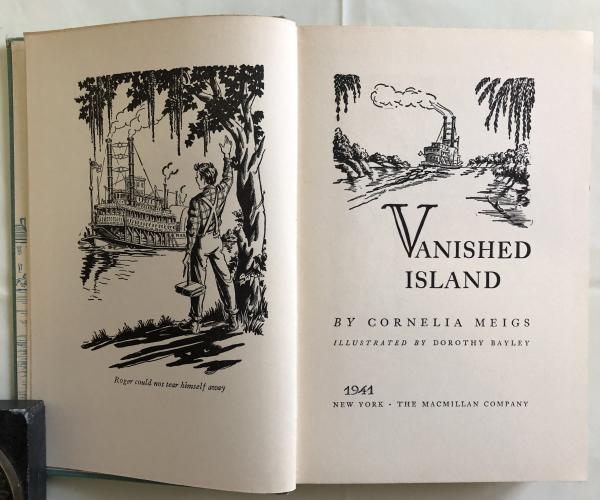 Roger could not tear himself away
VANISHED
ISLAND
BY CORNELIA MEIGS
ILLUSTRATED BY DOROTHY BAYLEY
1941
NEW YORK · THE MACMILLAN COMPANY